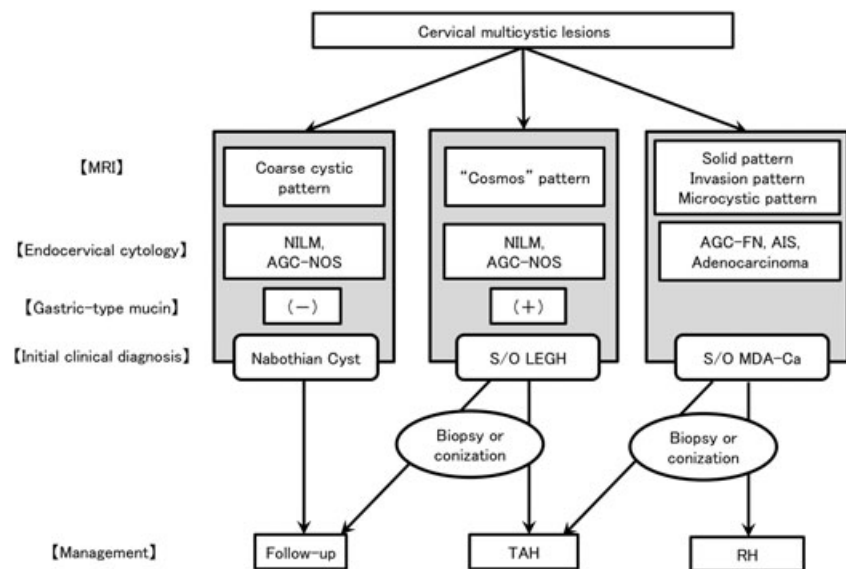 Cervical multicystic lesions
【MRI】
Coarse cystic
pattern
“Cosmos” pattern
Solid pattern
Invasion pattern
Microcystic pattern
【Endocervical cytology】
NILM,
AGC-NOS
NILM,
AGC-NOS
AGC-FN, AIS,
Adenocarcinoma
【Gastric-type mucin】
(−)
(+)
【Initial clinical diagnosis】
Nabothian Cyst
S/O LEGH
S/O MDA-Ca
Biopsy or
conization
Biopsy or
conization
【Management】
Follow-up
TAH
RH